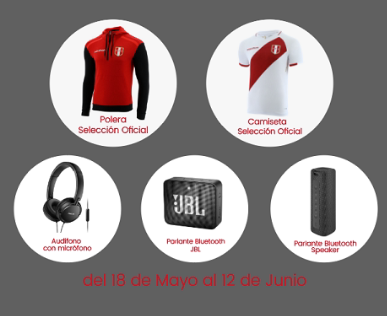 Polera
Selección Oficial
Camiseta
Selección Oficial
Audífono
con micrófono
JBL
Parlante Bluetooth
JBL
Parlante Bluetooth
Speaker
del 18 de Mayo al 12 de Junio